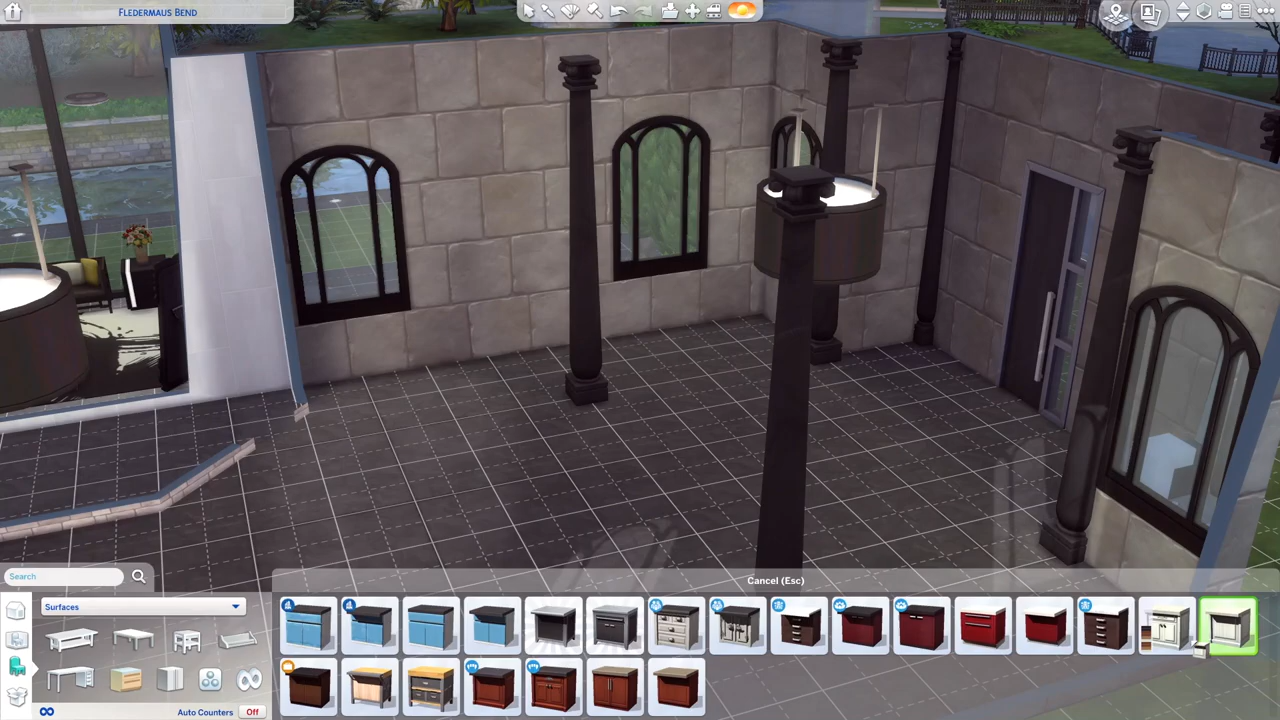 Fledermaus Bend
Cancel (Esc)
Search
Surfaces
Auto Counters Off